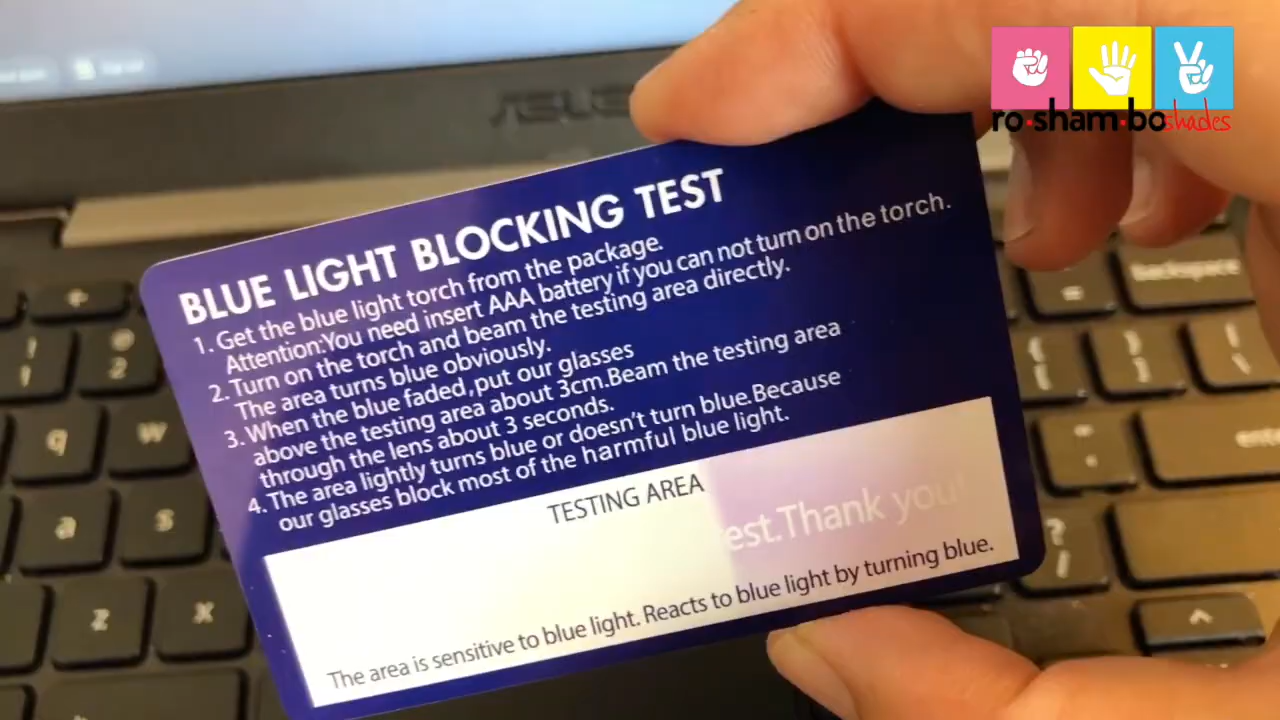 ro·sham·bo shades
ASUS
BLUE LIGHT BLOCKING TEST
1. Get the blue light torch from the package.
Attention:You need insert AAA battery if you can not turn on the torch.
2. Turn on the torch and beam the testing area directly.
The area turns blue obviously.
3. When the blue faded,put our glasses
above the testing area about 3cm.Beam the testing area
through the lens about 3 seconds.
4. The area lightly turns blue or doesn't turn blue.Because
our glasses block most of the harmful blue light.
TESTING AREA
est.Thank you!
The area is sensitive to blue light. Reacts to blue light by turning blue.
backspace
enter
q
w
a
s
z
x
2